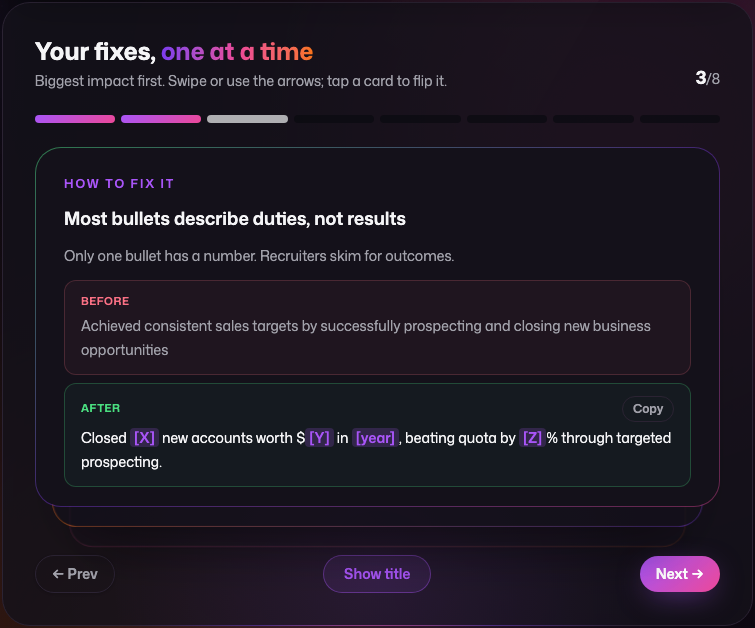 Your fixes, one at a time
Biggest impact first. Swipe or use the arrows; tap a card to flip it.
3/8
HOW TO FIX IT
Most bullets describe duties, not results
Only one bullet has a number. Recruiters skim for outcomes.
BEFORE
Achieved consistent sales targets by successfully prospecting and closing new business
opportunities
AFTER
Copy
Closed [X] new accounts worth $[Y] in [year], beating quota by [Z]% through targeted
prospecting.
← Prev
Show title
Next →